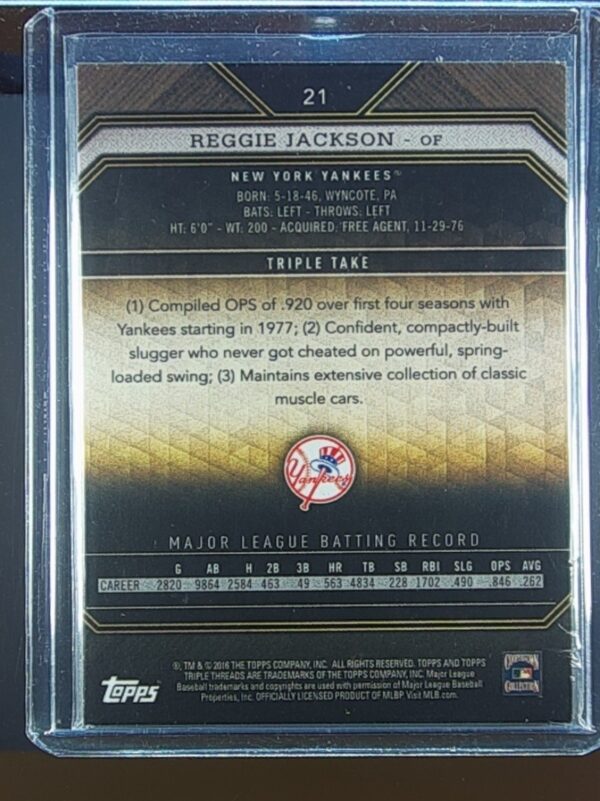 21
REGGIE JACKSON - OF
NEW YORK YANKEES™
BORN: 5-18-46, WYNCOTE, PA
BATS: LEFT - THROWS: LEFT
HT: 6'0" - WT: 200 - ACQUIRED: FREE AGENT, 11-29-76
TRIPLE TAKE
(1) Compiled OPS of .920 over first four seasons with
Yankees starting in 1977; (2) Confident, compactly-built
slugger who never got cheated on powerful, spring-
loaded swing; (3) Maintains extensive collection of classic
muscle cars.
Yankees
MAJOR LEAGUE BATTING RECORD
G AB H 2B 3B HR TB SB RBI SLG OPS AVG
CAREER 2820 9864 2584 463 49 563 4834 228 1702 .490 .846 .262
®, TM & © 2016 THE TOPPS COMPANY, INC. ALL RIGHTS RESERVED. TOPPS AND TOPPS
TRIPLE THREADS ARE TRADEMARKS OF THE TOPPS COMPANY, INC. Major League
Baseball trademarks and copyrights are used with permission of Major League Baseball
Properties, Inc. OFFICIALLY LICENSED PRODUCT OF MLBP Visit MLB.com.
topps
COOPERSTOWN
COLLECTION